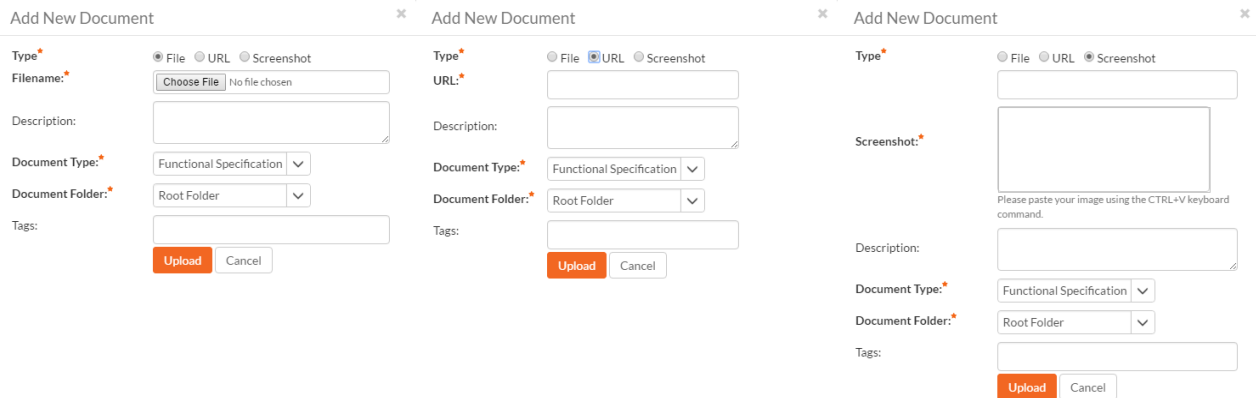 Add New Document ×
Type* File URL Screenshot
Filename:* Choose File No file chosen
Description:
Document Type:* Functional Specification
Document Folder:* Root Folder
Tags:
Upload Cancel
Add New Document ×
Type* File URL Screenshot
URL:*
Description:
Document Type:* Functional Specification
Document Folder:* Root Folder
Tags:
Upload Cancel
Add New Document ×
Type* File URL Screenshot
Screenshot:*
Please paste your image using the CTRL+V keyboard
command.
Description:
Document Type:* Functional Specification
Document Folder:* Root Folder
Tags:
Upload Cancel